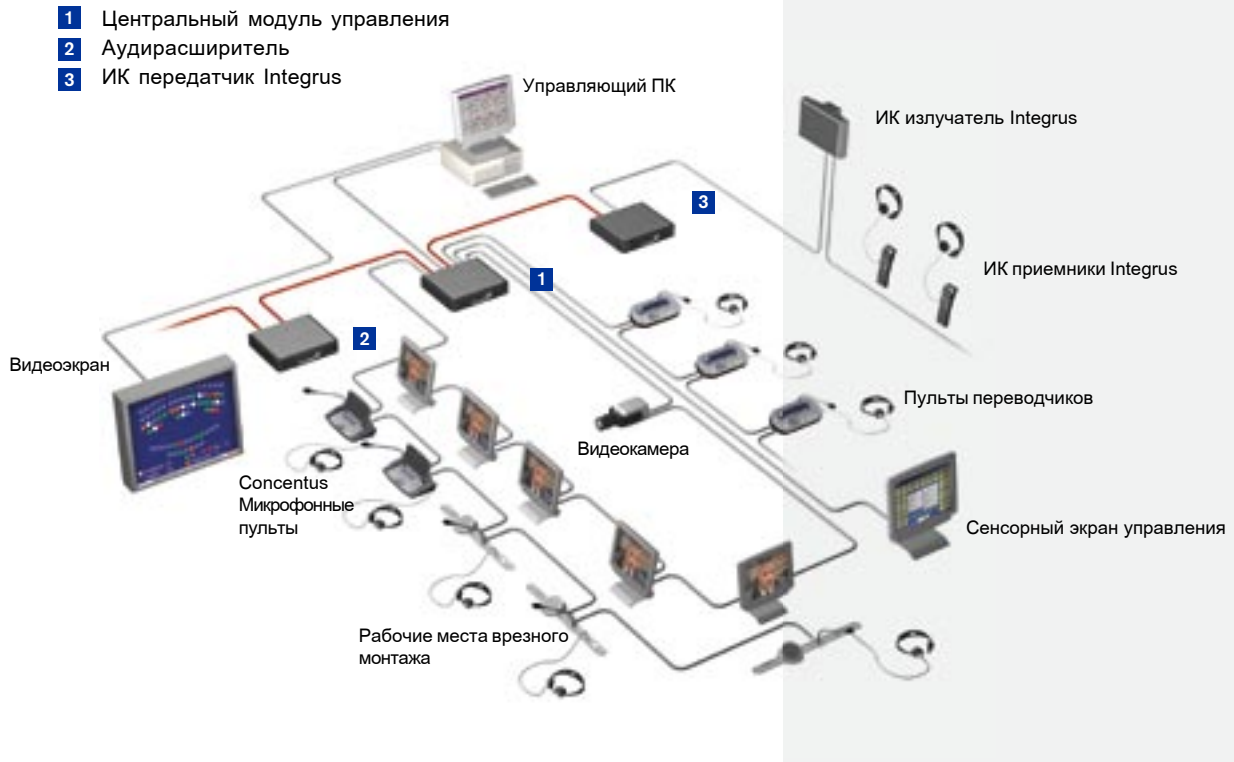 1 Центральный модуль управления
2 Аудирасширитель
3 ИК передатчик Integrus
Управляющий ПК
ИК излучатель Integrus
3
ИК приемники Integrus
1
2
Видеоэкран
Пульты переводчиков
Видеокамера
Concentus
Микрофонные
пульты
Сенсорный экран управления
Рабочие места врезного
монтажа